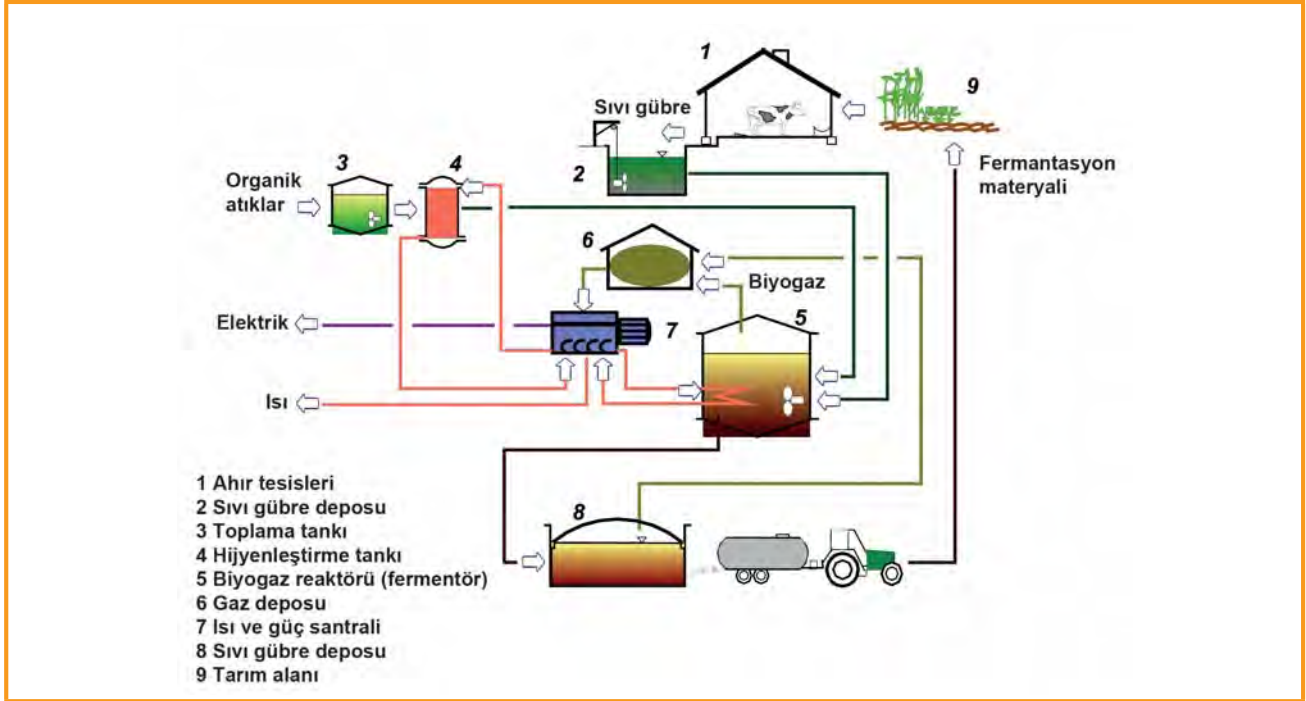 1
9
Sıvı gübre
Fermantasyon
materyali
3
4
2
Organik
atıklar
6
Biyogaz
5
Elektrik
7
Isı
1 Ahır tesisleri
2 Sıvı gübre deposu
3 Toplama tankı
4 Hijyenleştirme tankı
5 Biyogaz reaktörü (fermentör)
6 Gaz deposu
7 Isı ve güç santrali
8 Sıvı gübre deposu
9 Tarım alanı
8